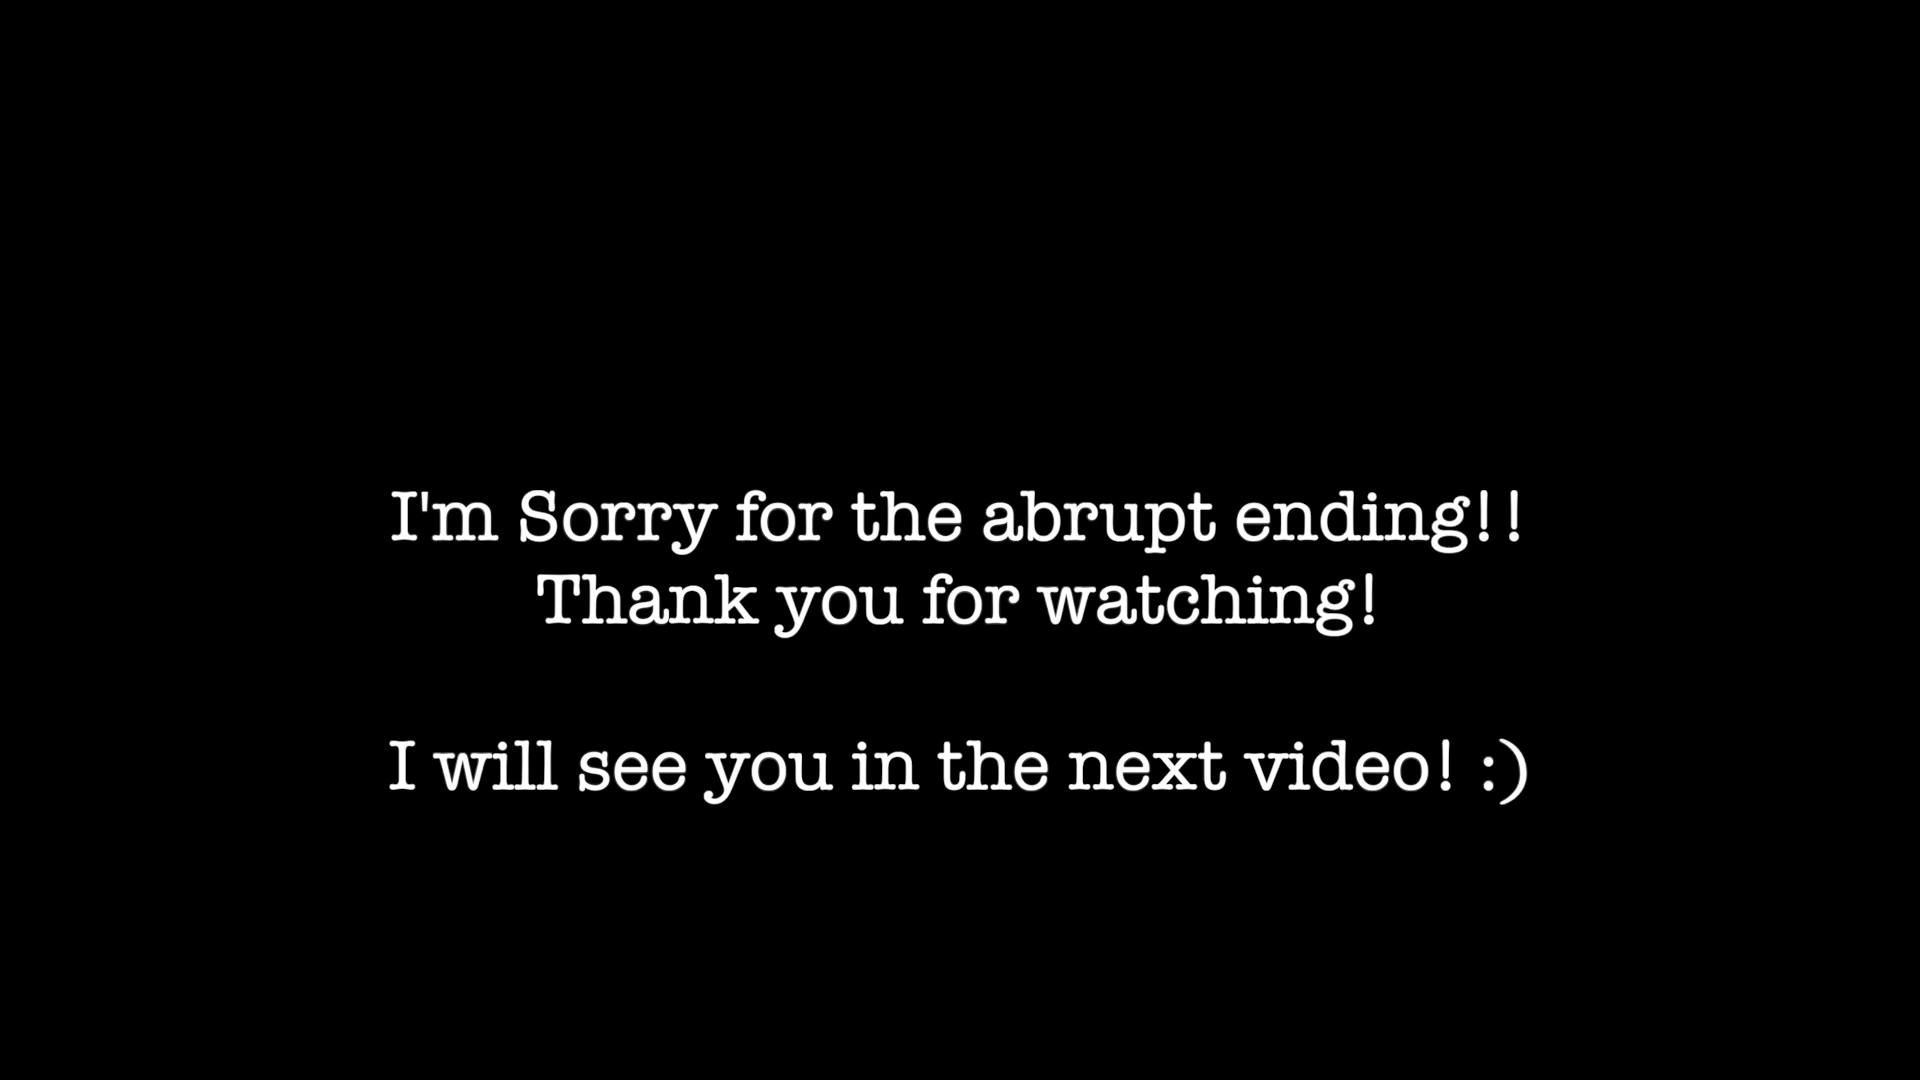 I'm Sorry for the abrupt ending!!
Thank you for watching!
I will see you in the next video! :)